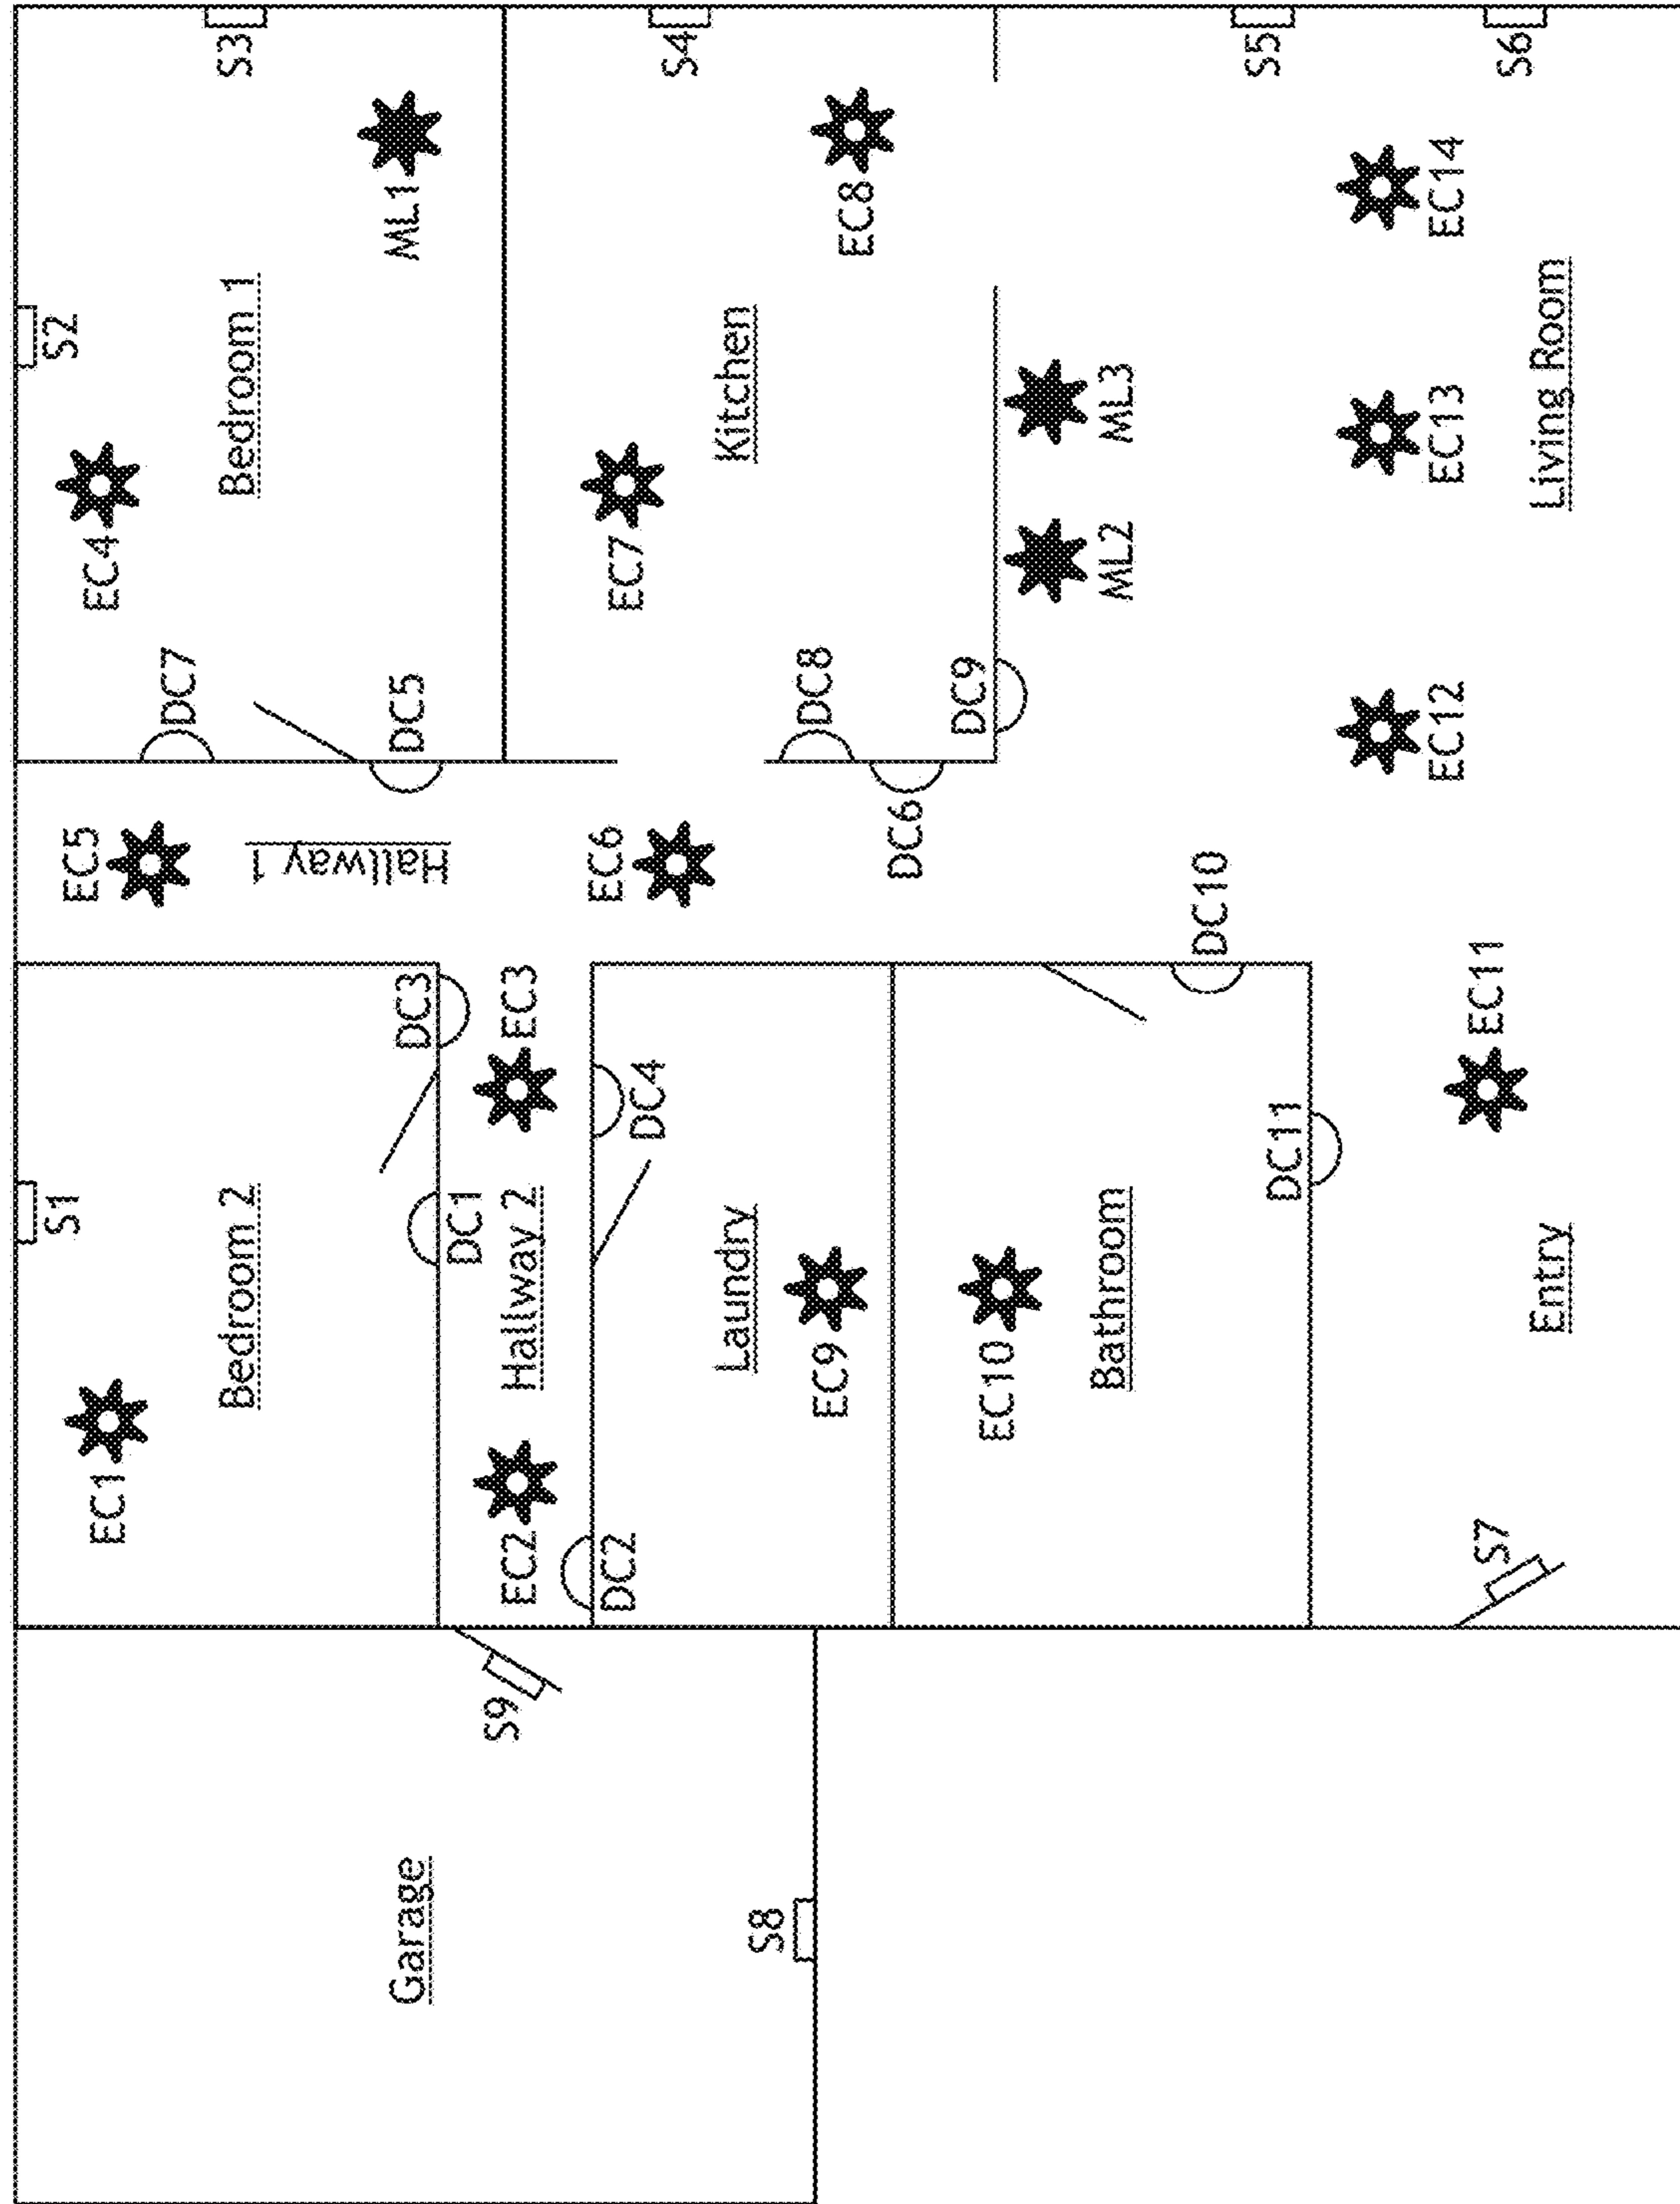 Garage
S8
S9
EC1
Bedroom 2
S1
EC2
DC2
Hallway 2
DC1
DC3
EC3
DC4
Laundry
EC9
EC10
Bathroom
DC11
DC10
S7
Entry
EC11
EC5
Hallway 1
EC6
DC6
DC7
DC5
EC4
Bedroom 1
S2
ML1
S3
DC8
DC9
EC7
Kitchen
EC8
S4
ML2
ML3
EC12
EC13
EC14
Living Room
S5
S6